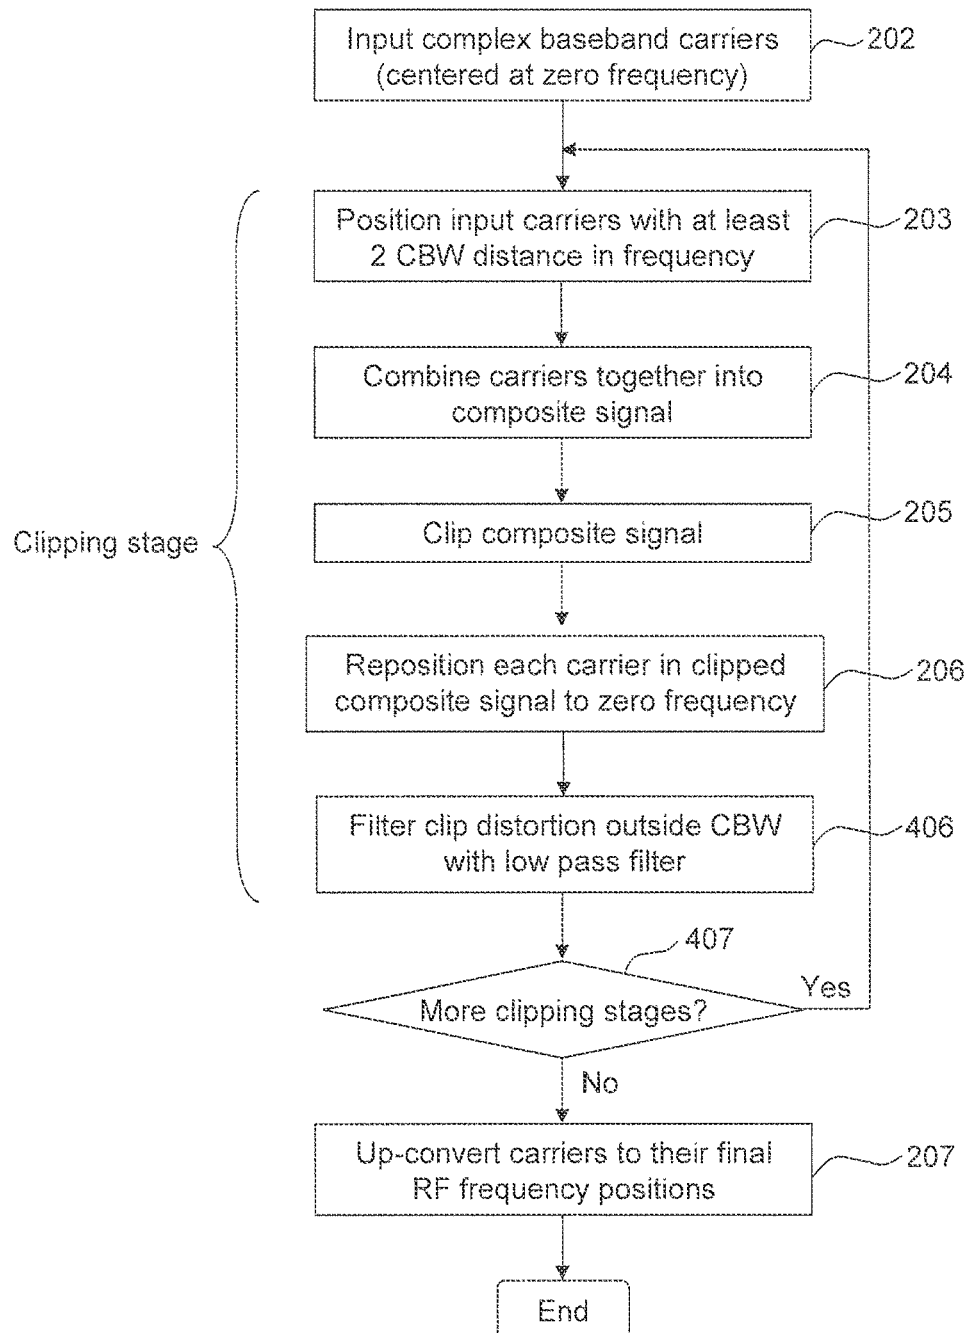 Input complex baseband carriers
(centered at zero frequency)
202
Position input carriers with at least
2 CBW distance in frequency
203
Combine carriers together into
composite signal
204
Clipping stage
Clip composite signal
205
Reposition each carrier in clipped
composite signal to zero frequency
206
Filter clip distortion outside CBW
with low pass filter
406
407
More clipping stages?
Yes
No
Up-convert carriers to their final
RF frequency positions
207
End